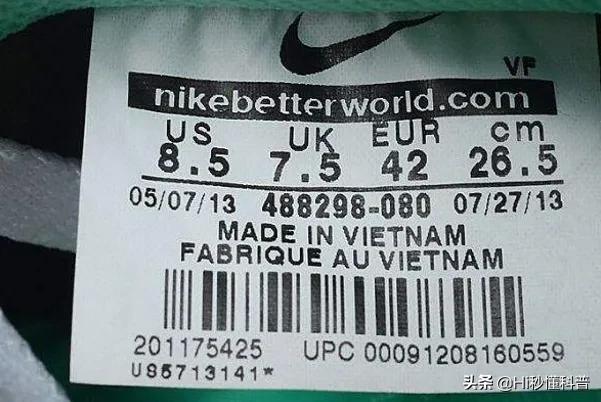 VF
nikebetterworld.com
US UK EUR cm
8.5 7.5 42 26.5
05/07/13 488298-080 07/27/13
MADE IN VIETNAM
FABRIQUE AU VIETNAM
201175425 UPC 00091208160559
US5713141*
头条 @HI秒懂科普